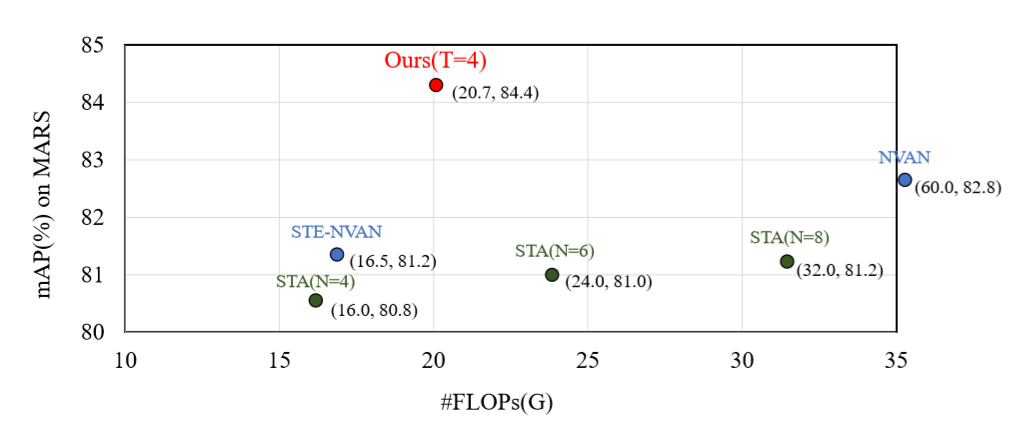 85
Ours(T=4)
(20.7, 84.4)
84
83
NVAN
(60.0, 82.8)
82
STE-NVAN
(16.5, 81.2)
STA(N=6)
(24.0, 81.0)
STA(N=8)
(32.0, 81.2)
81
STA(N=4)
(16.0, 80.8)
80
mAP(%) on MARS
10 15 20 25 30 35
#FLOPs(G)